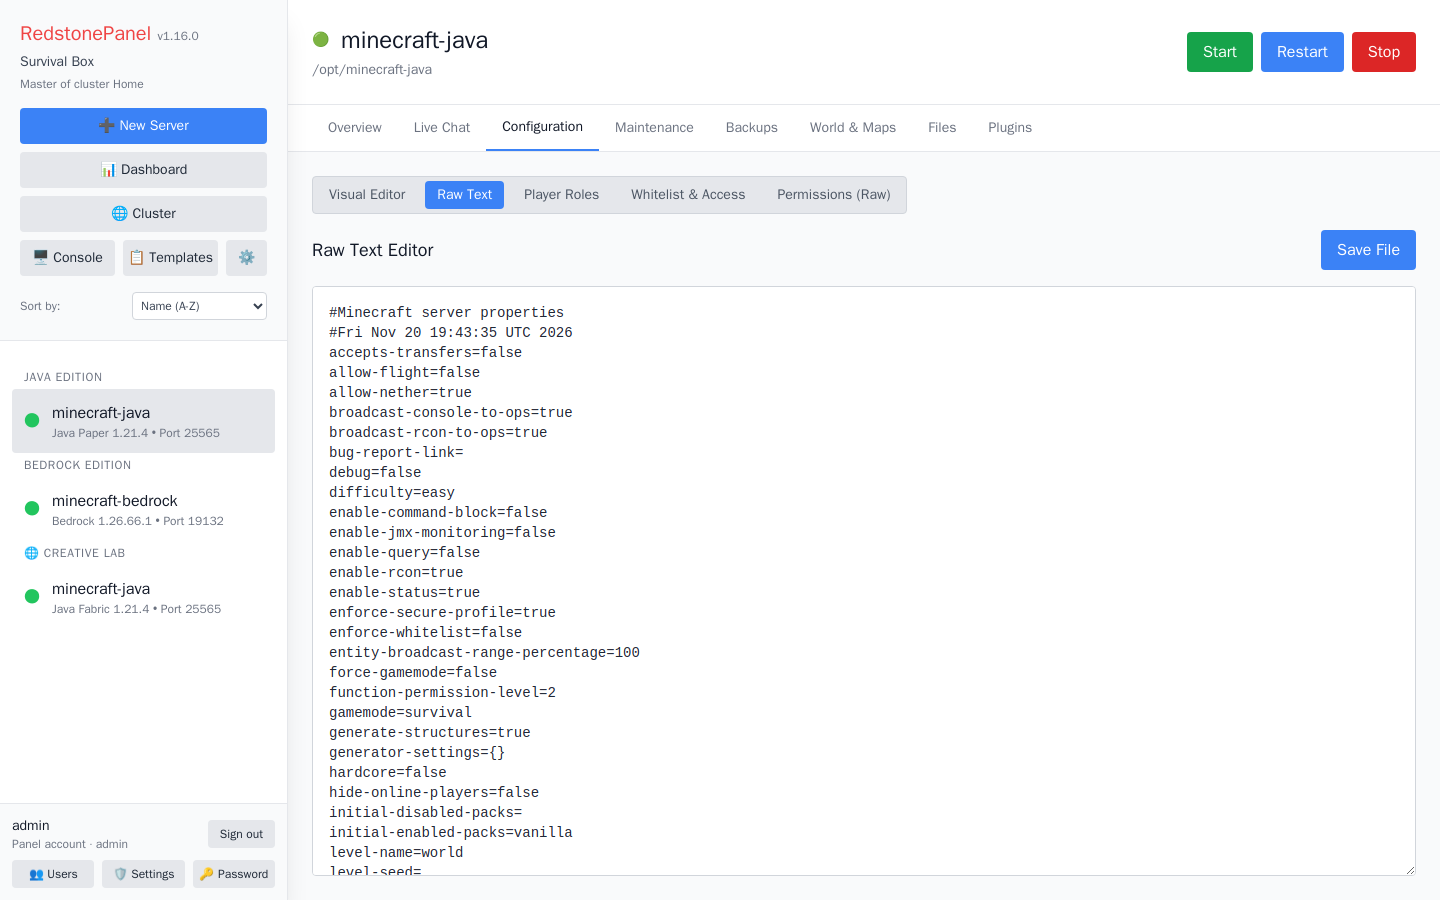 RedstonePanel v1.16.0
Survival Box
Master of cluster Home
➕ New Server
📊 Dashboard
🌐 Cluster
🖥️ Console
📋 Templates
⚙️
Sort by:
Name (A-Z)
JAVA EDITION
minecraft-java
Java Paper 1.21.4 • Port 25565
BEDROCK EDITION
minecraft-bedrock
Bedrock 1.26.66.1 • Port 19132
🌐 CREATIVE LAB
minecraft-java
Java Fabric 1.21.4 • Port 25565
admin
Panel account · admin
Sign out
👥 Users
🛡️ Settings
🔑 Password
minecraft-java
/opt/minecraft-java
Start
Restart
Stop
Overview
Live Chat
Configuration
Maintenance
Backups
World & Maps
Files
Plugins
Visual Editor
Raw Text
Player Roles
Whitelist & Access
Permissions (Raw)
Raw Text Editor
Save File
#Minecraft server properties
#Fri Nov 20 19:43:35 UTC 2026
accepts-transfers=false
allow-flight=false
allow-nether=true
broadcast-console-to-ops=true
broadcast-rcon-to-ops=true
bug-report-link=
debug=false
difficulty=easy
enable-command-block=false
enable-jmx-monitoring=false
enable-query=false
enable-rcon=true
enable-status=true
enforce-secure-profile=true
enforce-whitelist=false
entity-broadcast-range-percentage=100
force-gamemode=false
function-permission-level=2
gamemode=survival
generate-structures=true
generator-settings={}
hardcore=false
hide-online-players=false
initial-disabled-packs=
initial-enabled-packs=vanilla
level-name=world
level-seed=